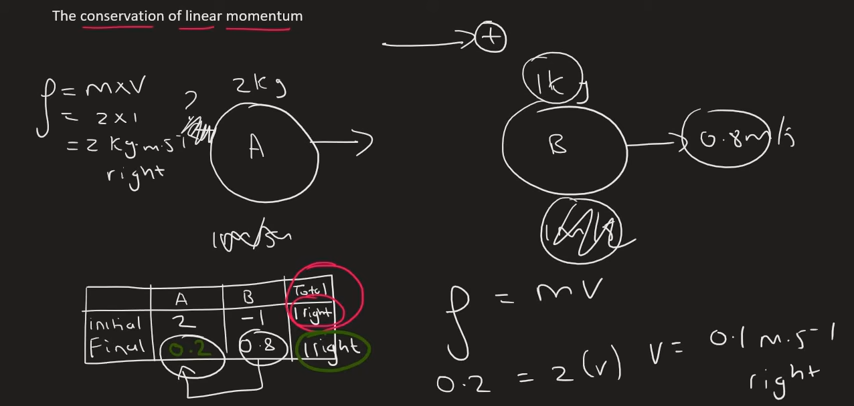 The conservation of linear momentum
+
ρ = m x v
= 2 x 1
= 2 kg.m.s-1
right
?
2kg
A
1kg
B
0.8m/s
A B Total
initial 2 -1 1 right
Final 0.2 0.8 1 right
ρ = mv
0.2 = 2(v) v = 0.1 m.s-1
right